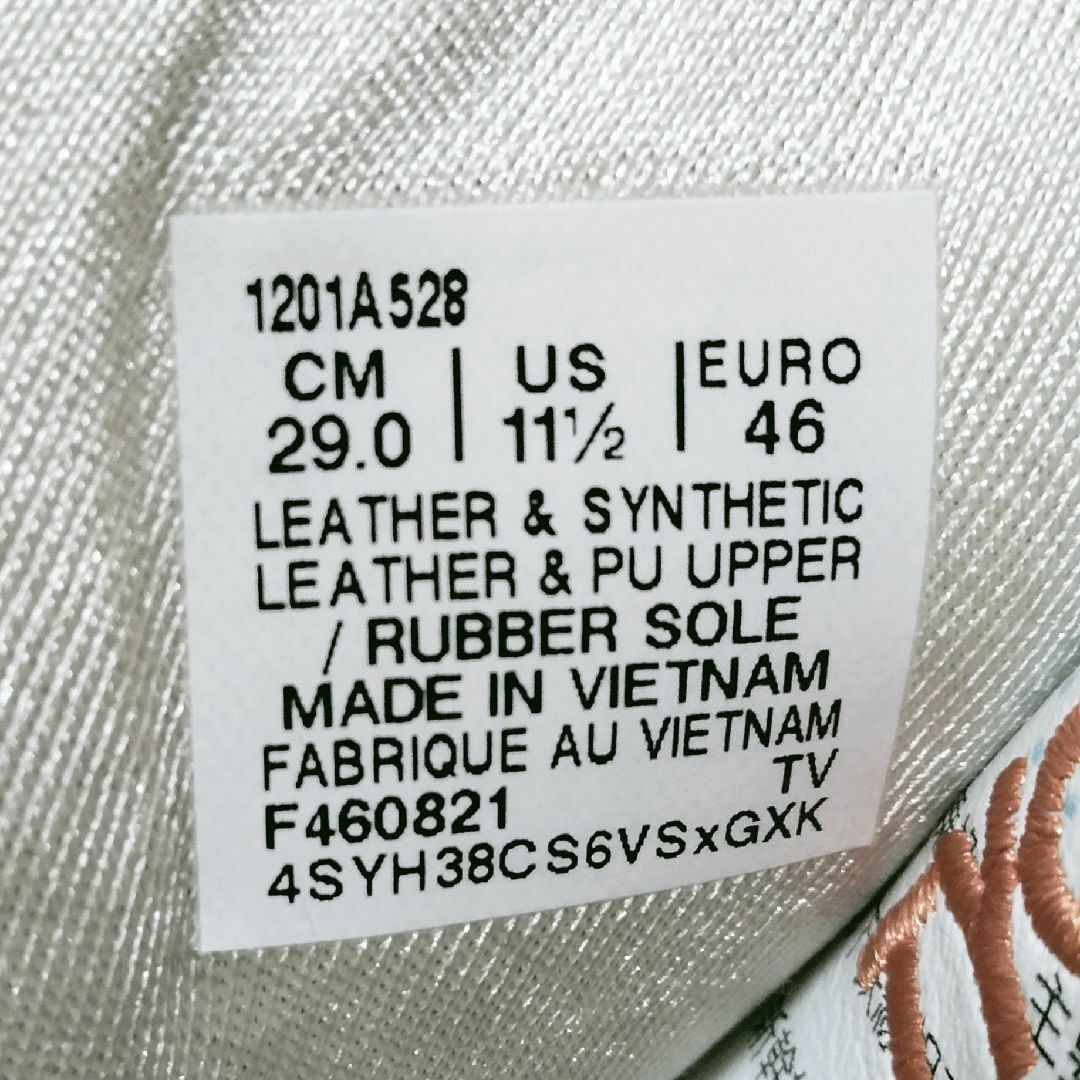 1201A528
CM | US | EURO
29.0 | 11½ | 46
LEATHER & SYNTHETIC
LEATHER & PU UPPER
/ RUBBER SOLE
MADE IN VIETNAM
FABRIQUE AU VIETNAM
TV
F460821
4SYH38CS6VSxGXK